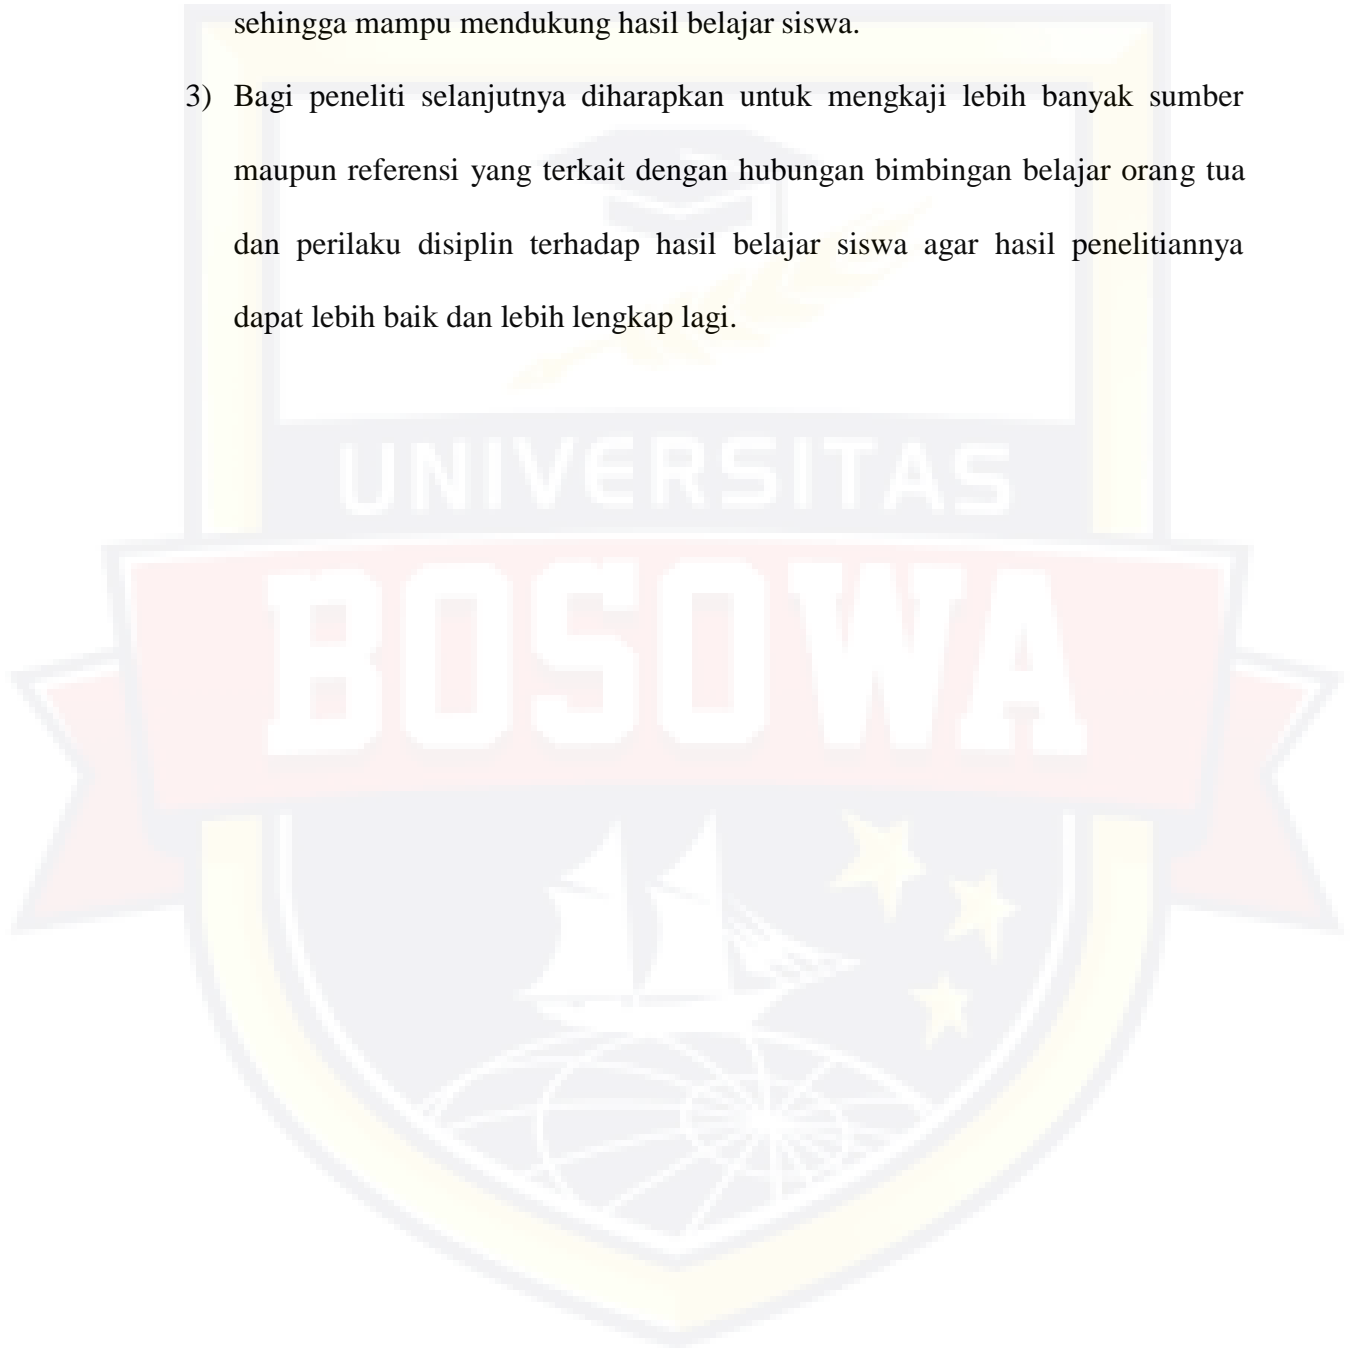 sehingga mampu mendukung hasil belajar siswa.
3) Bagi peneliti selanjutnya diharapkan untuk mengkaji lebih banyak sumber
maupun referensi yang terkait dengan hubungan bimbingan belajar orang tua
dan perilaku disiplin terhadap hasil belajar siswa agar hasil penelitiannya
dapat lebih baik dan lebih lengkap lagi.
UNIVERSITAS
BOSOWA